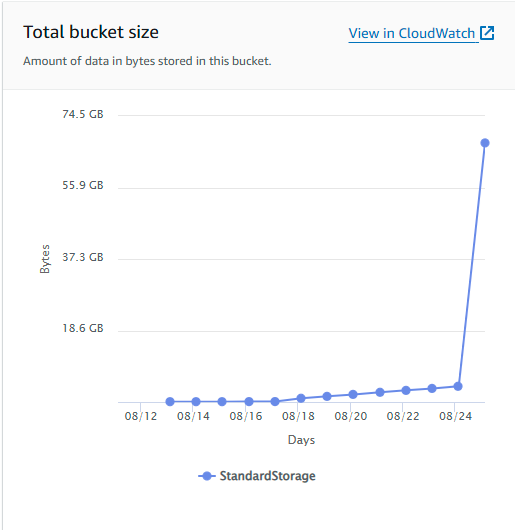 Total bucket size
View in CloudWatch
Amount of data in bytes stored in this bucket.
74.5 GB
55.9 GB
37.3 GB
18.6 GB
Bytes
08/12 08/14 08/16 08/18 08/20 08/22 08/24
Days
StandardStorage